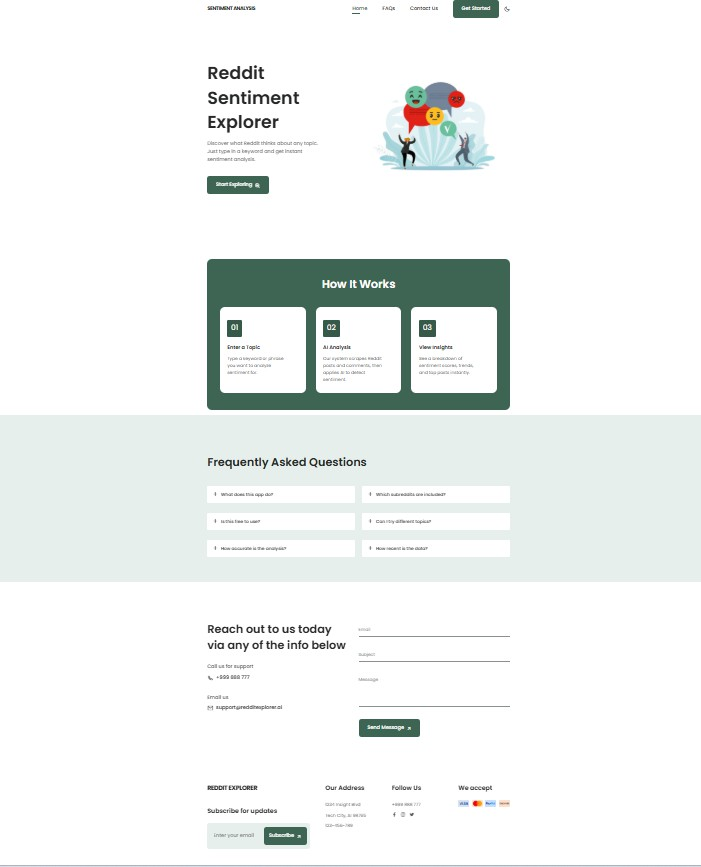 SENTIMENT ANALYSIS
Home FAQs Contact Us Get Started
Reddit
Sentiment
Explorer
Discover what Reddit thinks about any topic.
Just type in a keyword and get instant
sentiment analysis.
Start Exploring
How It Works
01
Enter a Topic
Type a keyword or phrase
you want to analyze
sentiment for.
02
AI Analysis
Our system scrapes Reddit
posts and comments, then
applies AI to detect
sentiment.
03
View Insights
See a breakdown of
sentiment scores, trends,
and top posts instantly.
Frequently Asked Questions
What does this app do?
Which subreddits are included?
Is this free to use?
Can I try different topics?
How accurate is the analysis?
How recent is the data?
Reach out to us today
via any of the info below
Call us for support
+999 888 777
Email us
support@redditexplorer.ai
Email
Subject
Message
Send Message
REDDIT EXPLORER
Subscribe for updates
Enter your email Subscribe
Our Address
Insight Blvd,
Tech City, AI
Follow Us
+999 888 777
We accept